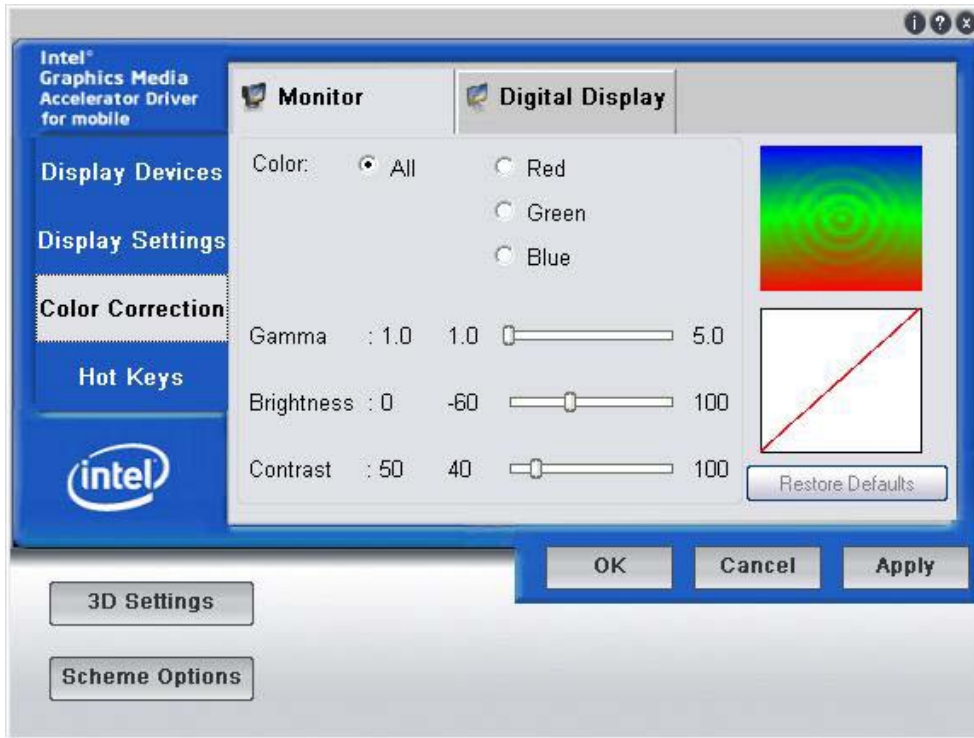 Intel®
Graphics Media
Accelerator Driver
for mobile
Monitor
Digital Display
Display Devices
Display Settings
Color Correction
Hot Keys
intel
Color: All Red
Green
Blue
Gamma : 1.0 1.0 5.0
Brightness : 0 -60 100
Contrast : 50 40 100
Restore Defaults
OK Cancel Apply
3D Settings
Scheme Options